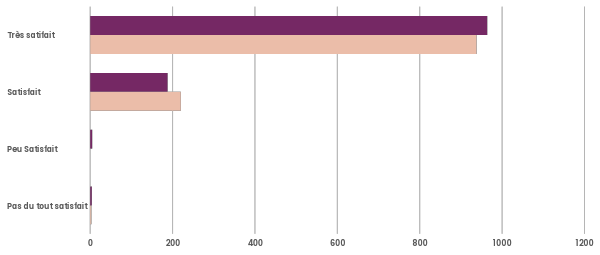 Très satifait
Satisfait
Peu Satisfait
Pas du tout satisfait
0 200 400 600 800 1000 1200